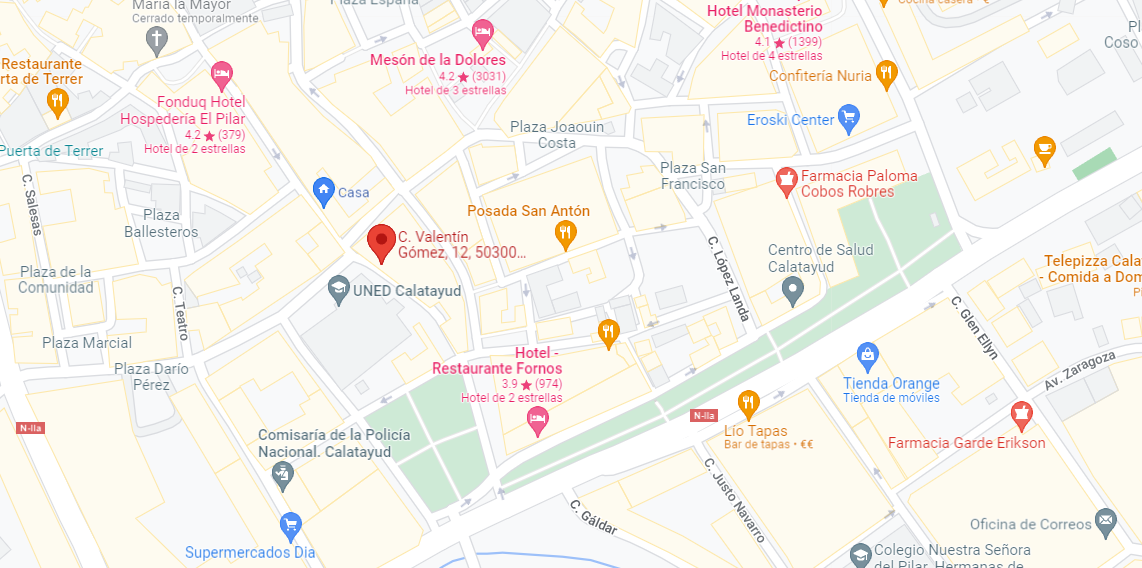 Plaza España
María la Mayor
Cerrado temporalmente
Hotel Monasterio
Benedictino
4.1 ★ (1399)
Hotel de 4 estrellas
Cocina casera • €
Coso
Restaurante
rta de Terrer
Mesón de la Dolores
4.2 ★ (3031)
Hotel de 3 estrellas
Confitería Nuria
Fonduq Hotel
Hospedería El Pilar
4.2 ★ (379)
Hotel de 2 estrellas
Eroski Center
Plaza Joaquin
Costa
Puerta de Terrer
Plaza San
Francisco
Farmacia Paloma
Cobos Robres
C. Salesas
Casa
Plaza
Ballesteros
Posada San Antón
C. Valentín
Gómez, 12, 50300...
C. López Landa
Centro de Salud
Calatayud
Telepizza Cala
- Comida a Dom
Plaza de la
Comunidad
UNED Calatayud
C. Teatro
C. Glen Ellyn
Plaza Marcial
Hotel -
Restaurante Fornos
3.9 ★ (974)
Hotel de 2 estrellas
Plaza Darío
Pérez
Tienda Orange
Tienda de móviles
Av. Zaragoza
N-IIa
N-IIa
Lío Tapas
Bar de tapas • €€
Farmacia Garde Erikson
Comisaría de la Policía
Nacional. Calatayud
C. Justo Navarro
C. Gáldar
Oficina de Correos
Supermercados Dia
Colegio Nuestra Señora
del Pilar, Hermanas de